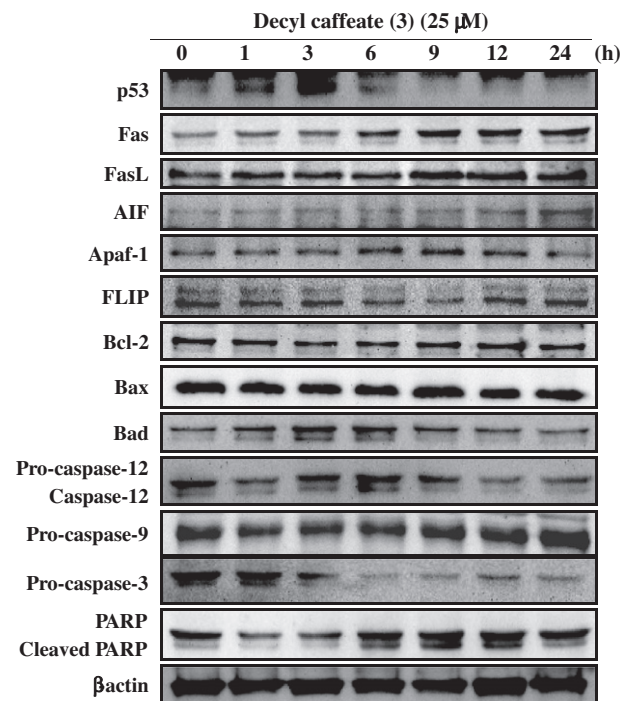 Decyl caffeate (3) (25 μM)
0 1 3 6 9 12 24 (h)
p53
Fas
FasL
AIF
Apaf-1
FLIP
Bcl-2
Bax
Bad
Pro-caspase-12
Caspase-12
Pro-caspase-9
Pro-caspase-3
PARP
Cleaved PARP
βactin